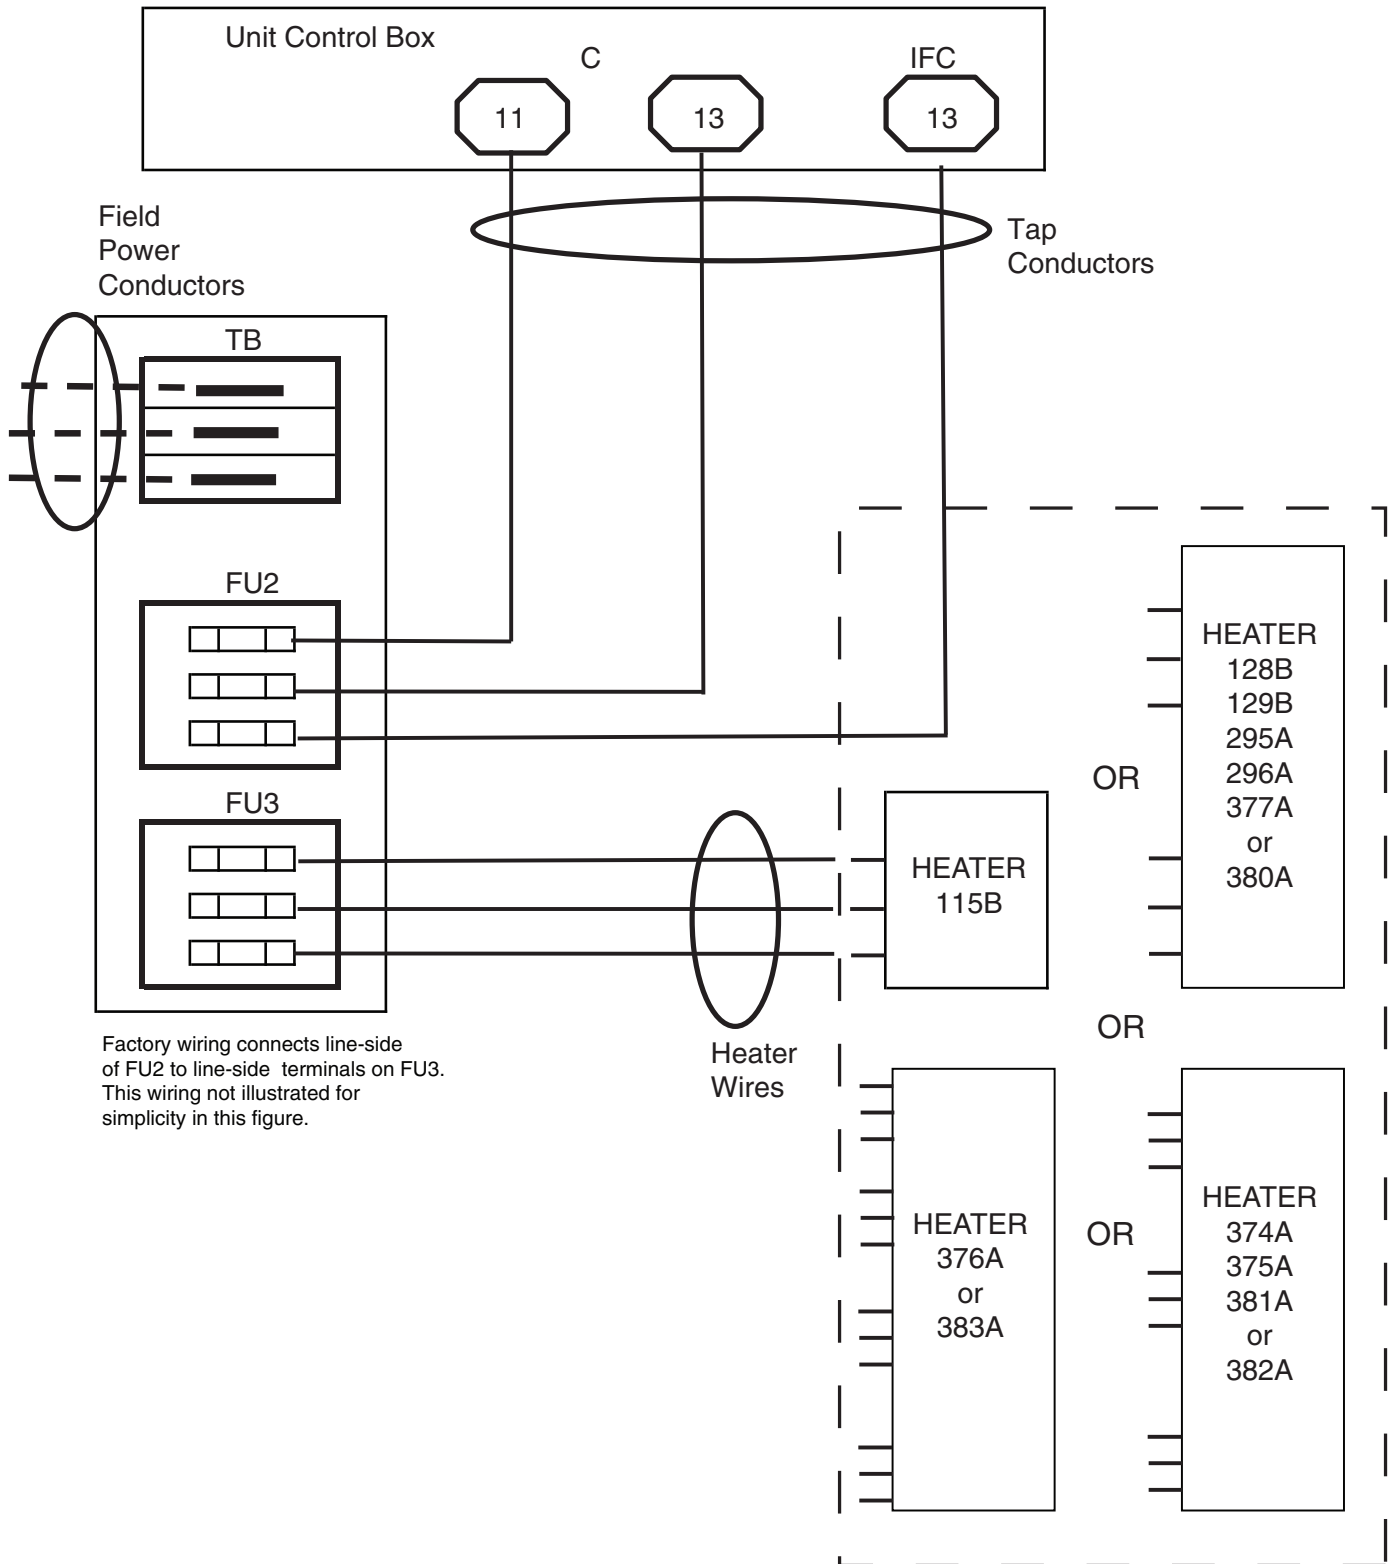 Unit Control Box
C
IFC
11
13
13
Field
Power
Conductors
Tap
Conductors
TB
FU2
FU3
HEATER
128B
129B
295A
296A
377A
or
380A
OR
HEATER
115B
OR
Factory wiring connects line-side
of FU2 to line-side terminals on FU3.
This wiring not illustrated for
simplicity in this figure.
Heater
Wires
HEATER
376A
or
383A
OR
HEATER
374A
375A
381A
or
382A